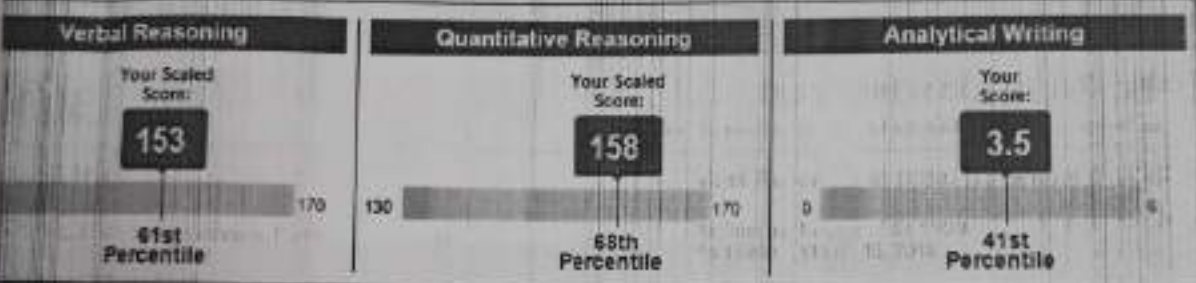 Verbal Reasoning
Your Scaled
Score:
153
170
61st
Percentile
Quantitative Reasoning
Your Scaled
Score:
158
130
170
68th
Percentile
Analytical Writing
Your
Score:
3.5
0
6
41st
Percentile